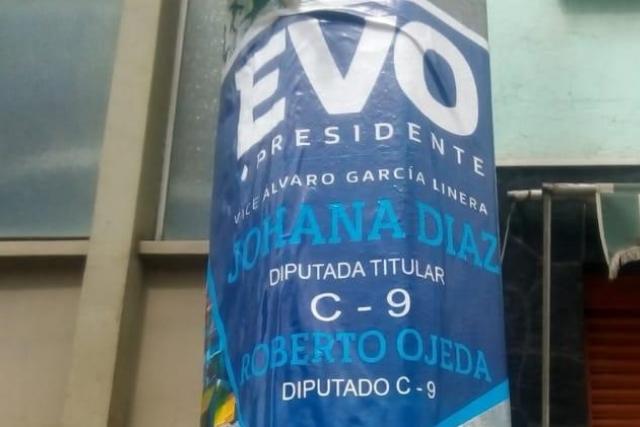 EVO
PRESIDENTE
VICE ALVARO GARCÍA LINERA
JOHANA DIAZ
DIPUTADA TITULAR
C - 9
ROBERTO OJEDA
DIPUTADO C - 9